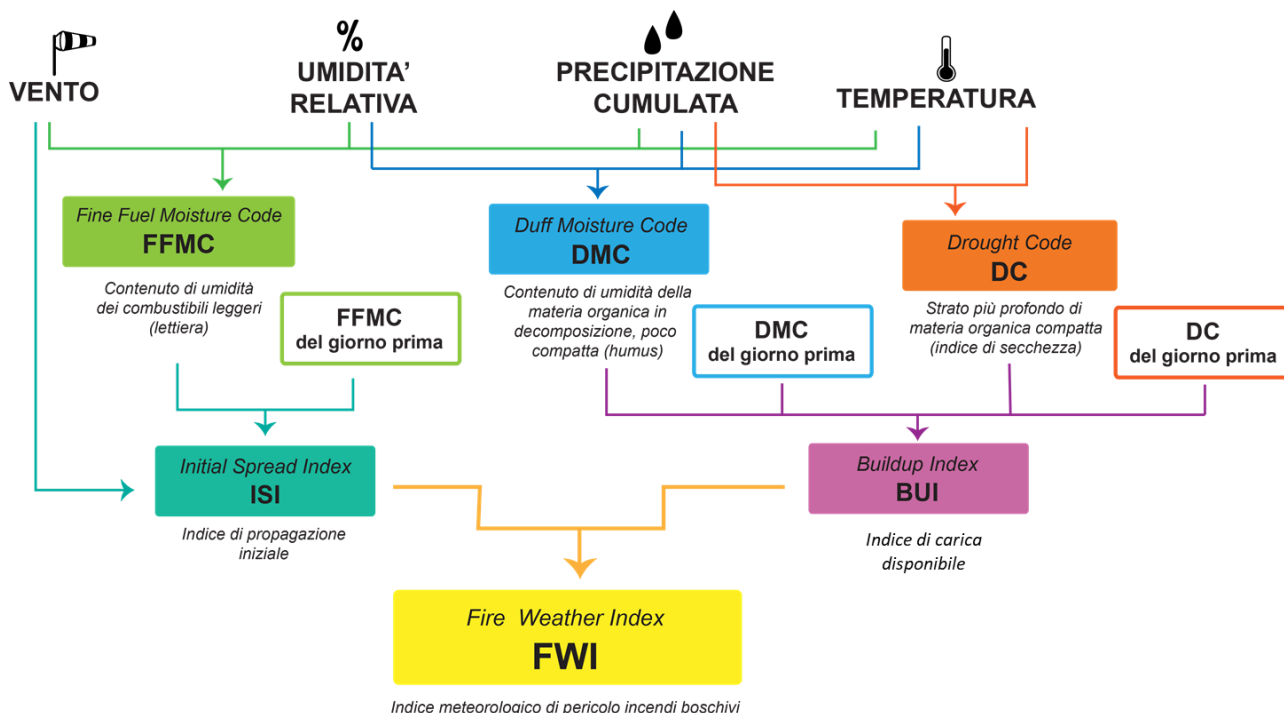 %
VENTO
UMIDITA’
RELATIVA
PRECIPITAZIONE
CUMULATA
TEMPERATURA
Fine Fuel Moisture Code
FFMC
Contenuto di umidità
dei combustibili leggeri
(lettiera)
FFMC
del giorno prima
Duff Moisture Code
DMC
Contenuto di umidità della
materia organica in
decomposizione, poco
compatta (humus)
DMC
del giorno prima
Drought Code
DC
Strato più profondo di
materia organica compatta
(indice di secchezza)
DC
del giorno prima
Initial Spread Index
ISI
Indice di propagazione
iniziale
Buildup Index
BUI
Indice di carica
disponibile
Fire Weather Index
FWI
Indice meteorologico di pericolo incendi boschivi